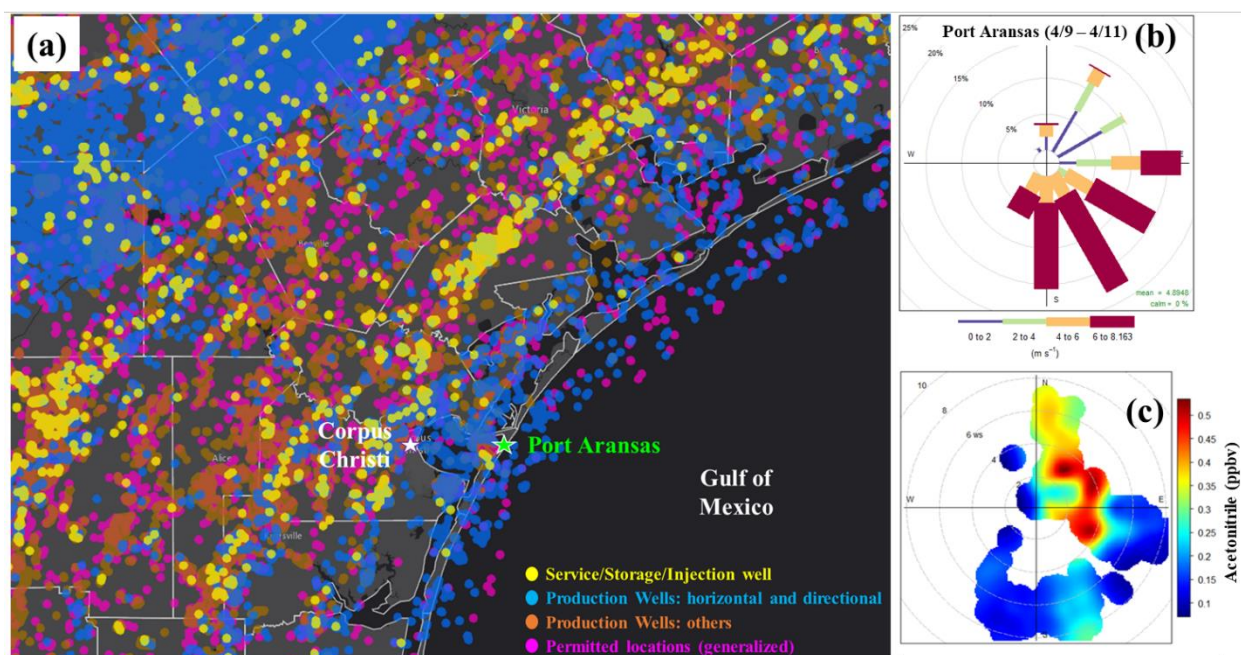 (a)
Victoria
Beeville
Alice
Corpus
Christi
Port Aransas
Gulf of
Mexico
Service/Storage/Injection well
Production Wells: horizontal and directional
Production Wells: others
Permitted locations (generalized)
Port Aransas (4/9 – 4/11)
(b)
25%
20%
15%
10%
5%
W
S
mean = 4.8948
calm = 0 %
0 to 2
2 to 4
4 to 6
6 to 8.163
(m s⁻¹)
(c)
10
8
6 ws
4
2
N
W
E
Acetonitrile (ppbv)
0.5
0.45
0.4
0.35
0.3
0.25
0.2
0.15
0.1